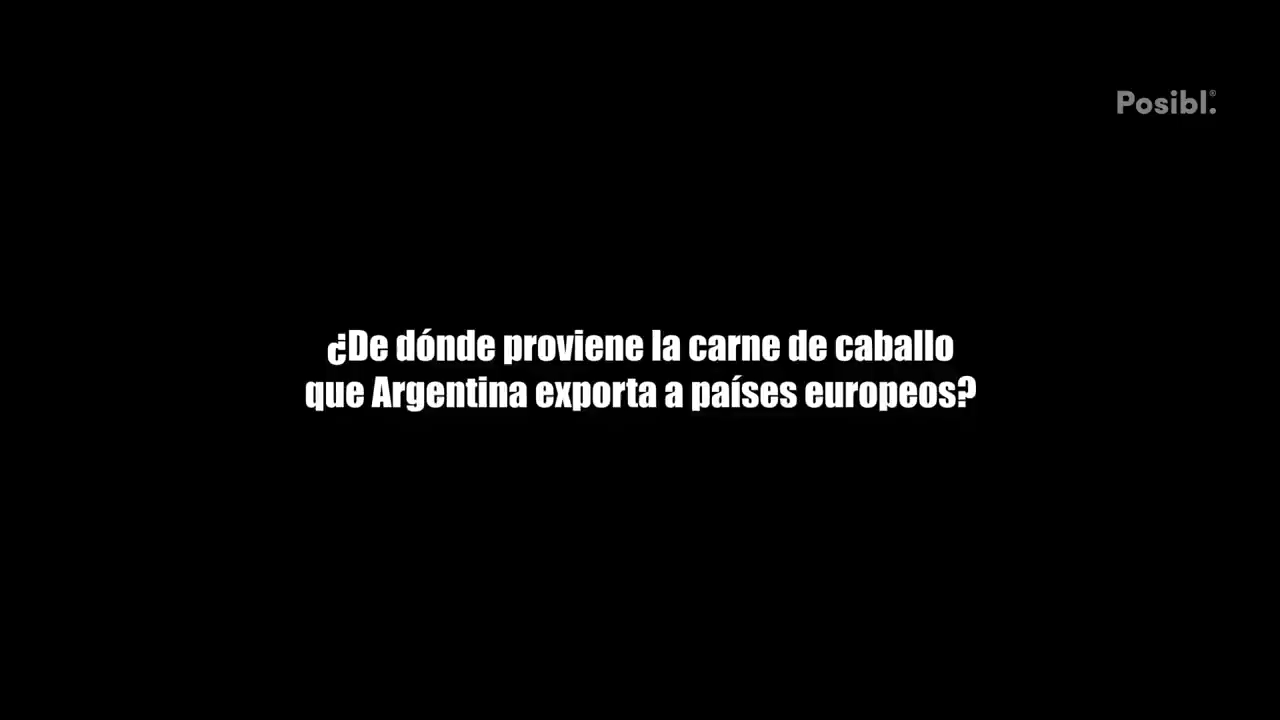 Posibl.®
¿De dónde proviene la carne de caballo
que Argentina exporta a países europeos?